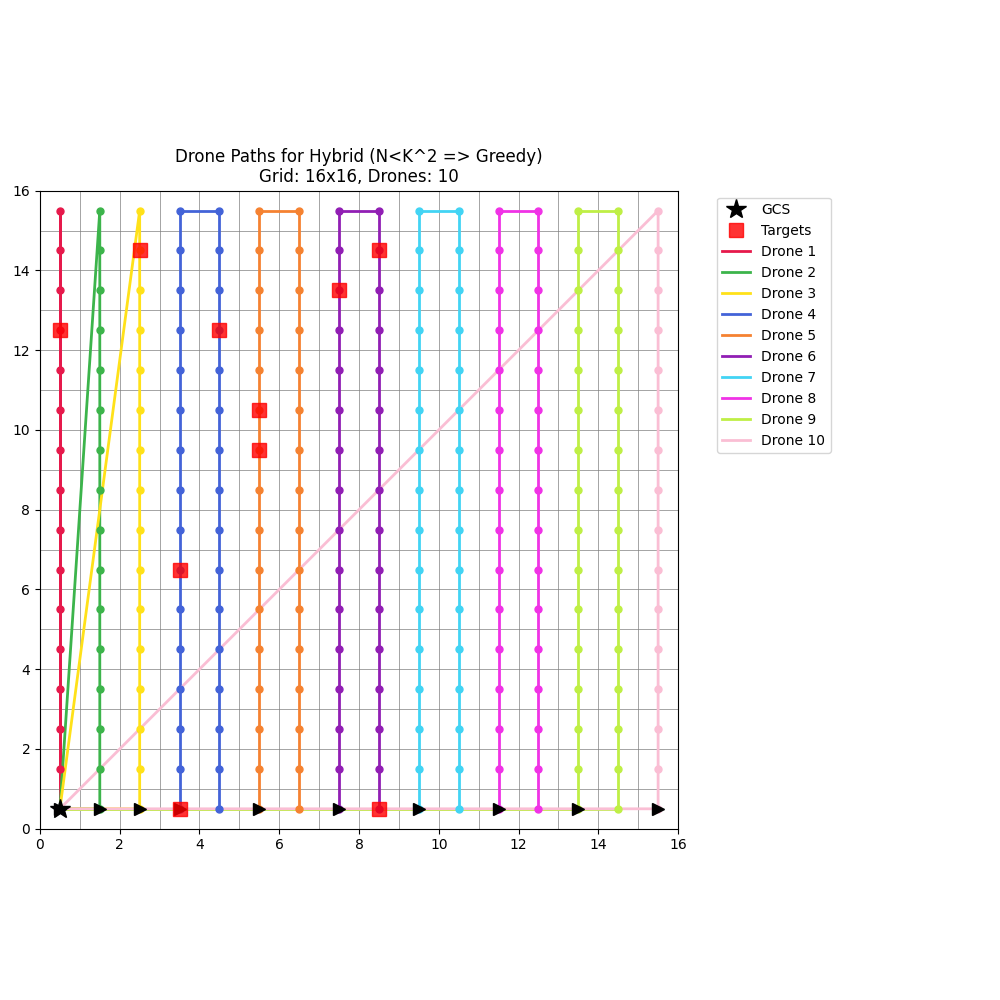 Drone Paths for Hybrid (N<K^2 => Greedy)
Grid: 16x16, Drones: 10
GCS
Targets
Drone 1
Drone 2
Drone 3
Drone 4
Drone 5
Drone 6
Drone 7
Drone 8
Drone 9
Drone 10
16
14
12
10
8
6
4
2
0
0 2 4 6 8 10 12 14 16